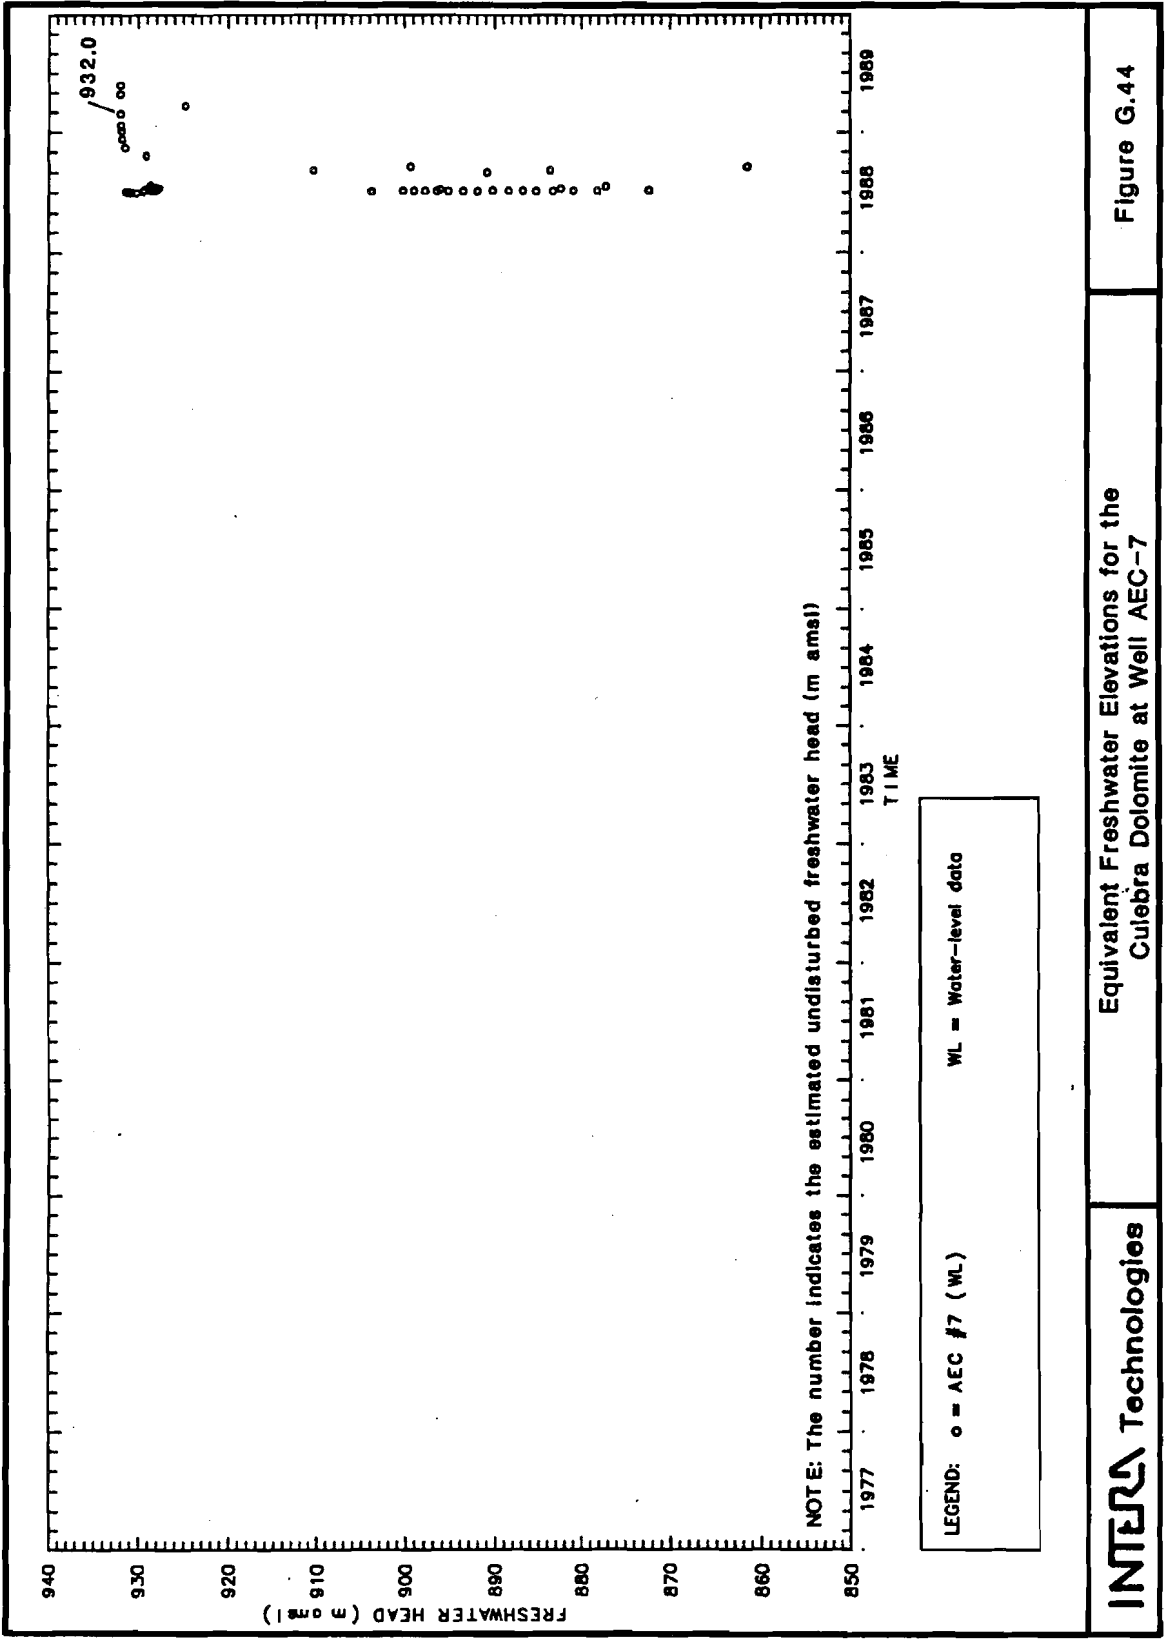 FRESHWATER HEAD (m amsl)
940
930
920
910
900
890
880
870
860
850
932.0
NOTE: The number indicates the estimated undisturbed freshwater head (m amsl)
1977 1978 1979 1980 1981 1982 1983 1984 1985 1986 1987 1988 1989
TIME
LEGEND: o = AEC #7 (WL) WL = Water-level data
INTERA Technologies
Equivalent Freshwater Elevations for the
Culebra Dolomite at Well AEC-7
Figure G.44